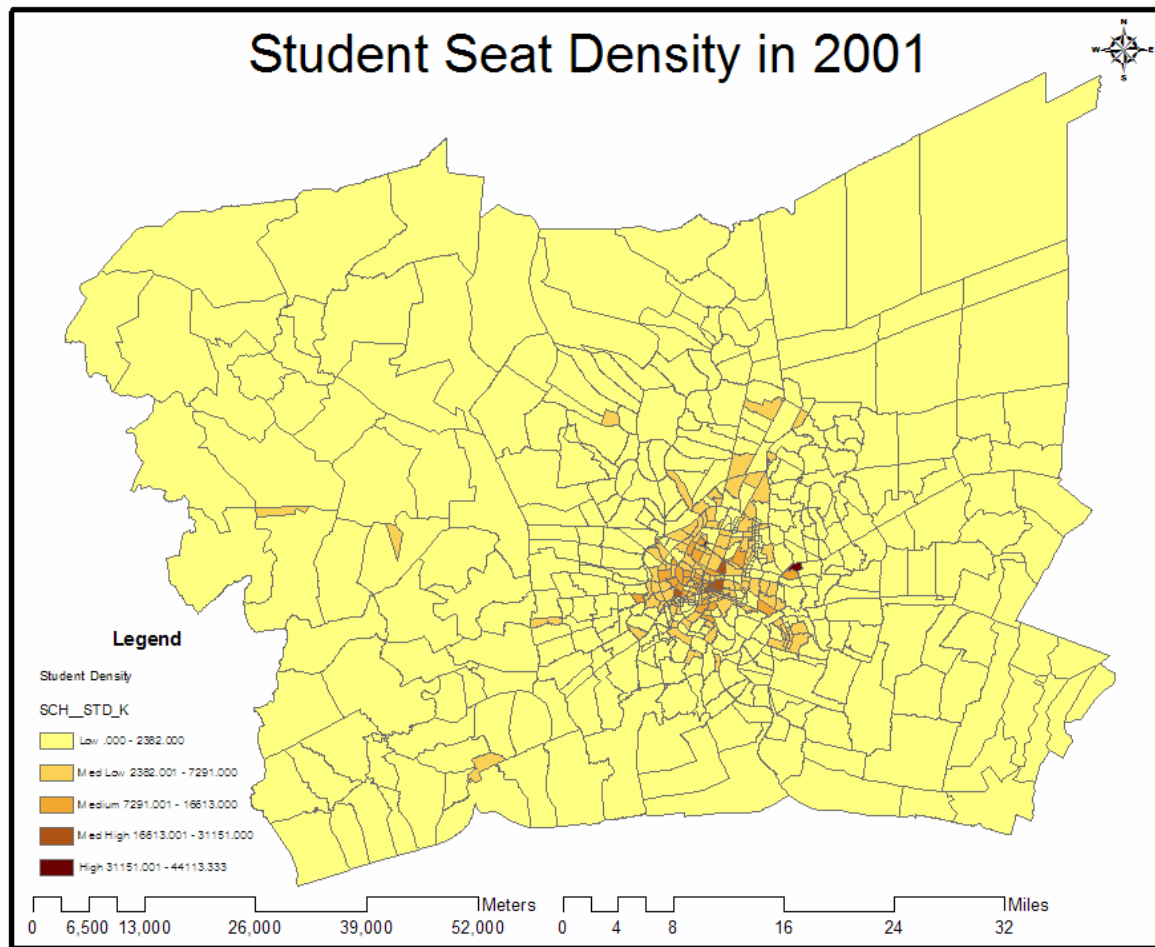 Student Seat Density in 2001
N
W E
S
Legend
Student Density
SCH__STD_K
Low .000 - 2382.000
Med Low 2382.001 - 7291.000
Medium 7291.001 - 16613.000
Med High 16613.001 - 31151.000
High 31151.001 - 44113.333
Meters
0 6,500 13,000 26,000 39,000 52,000
Miles
0 4 8 16 24 32